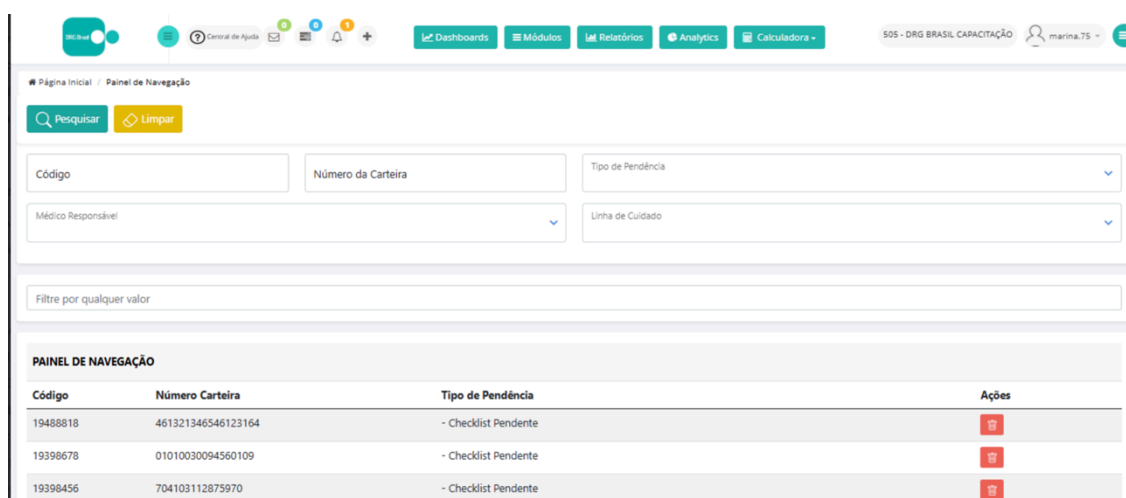 DRG Brasil
Central de Ajuda 0 0 1 + Dashboards Módulos Relatórios Analytics Calculadora 505 - DRG BRASIL CAPACITAÇÃO marina.75
Página Inicial / Painel de Navegação
Pesquisar Limpar
Código Número da Carteira Tipo de Pendência
Médico Responsável Linha de Cuidado
Filtre por qualquer valor
PAINEL DE NAVEGAÇÃO
Código Número Carteira Tipo de Pendência Ações
19488818 461321346546123164 - Checklist Pendente
19398678 01010030094560109 - Checklist Pendente
19398456 704103112875970 - Checklist Pendente